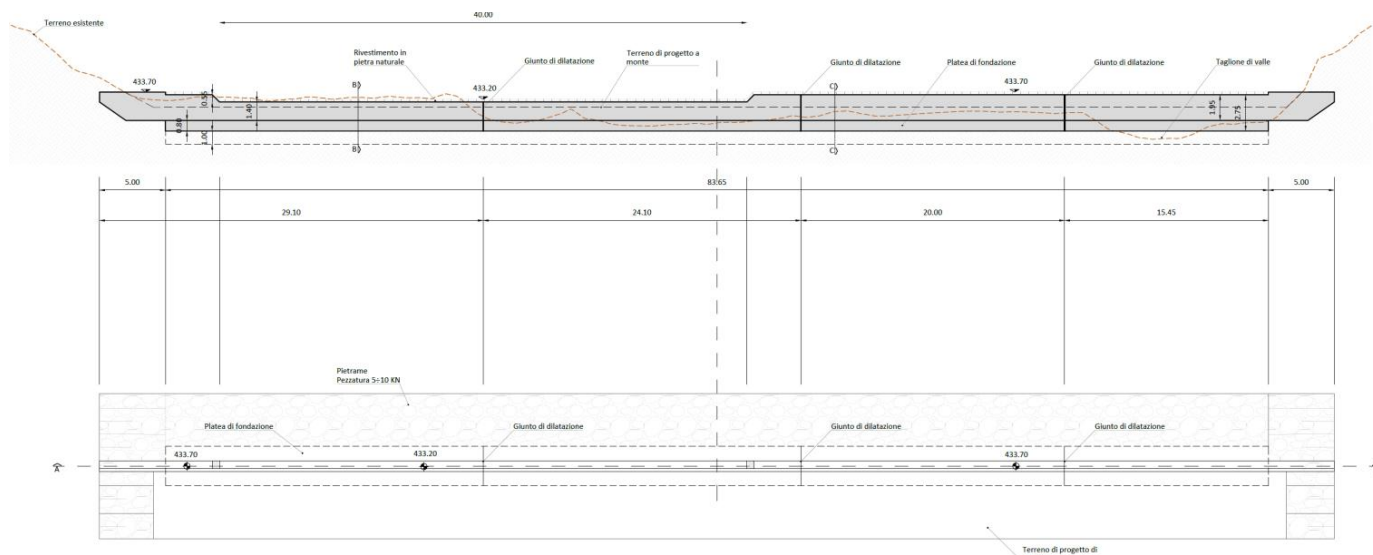 40.00
Terreno esistente
Rivestimento in
pietra naturale
Giunto di dilatazione
Terreno di progetto a
monte
Giunto di dilatazione
Platea di fondazione
Giunto di dilatazione
Taglione di valle
433.70
0.55
1.40
B
433.20
C
433.70
1.95
2.75
0.80
1.00
B
C
5.00
83.65
5.00
29.10
24.10
20.00
15.45
Pietrame
Pezzatura 5÷10 KN
Platea di fondazione
Giunto di dilatazione
Giunto di dilatazione
Giunto di dilatazione
433.70
433.20
433.70
A
Terreno di progetto di